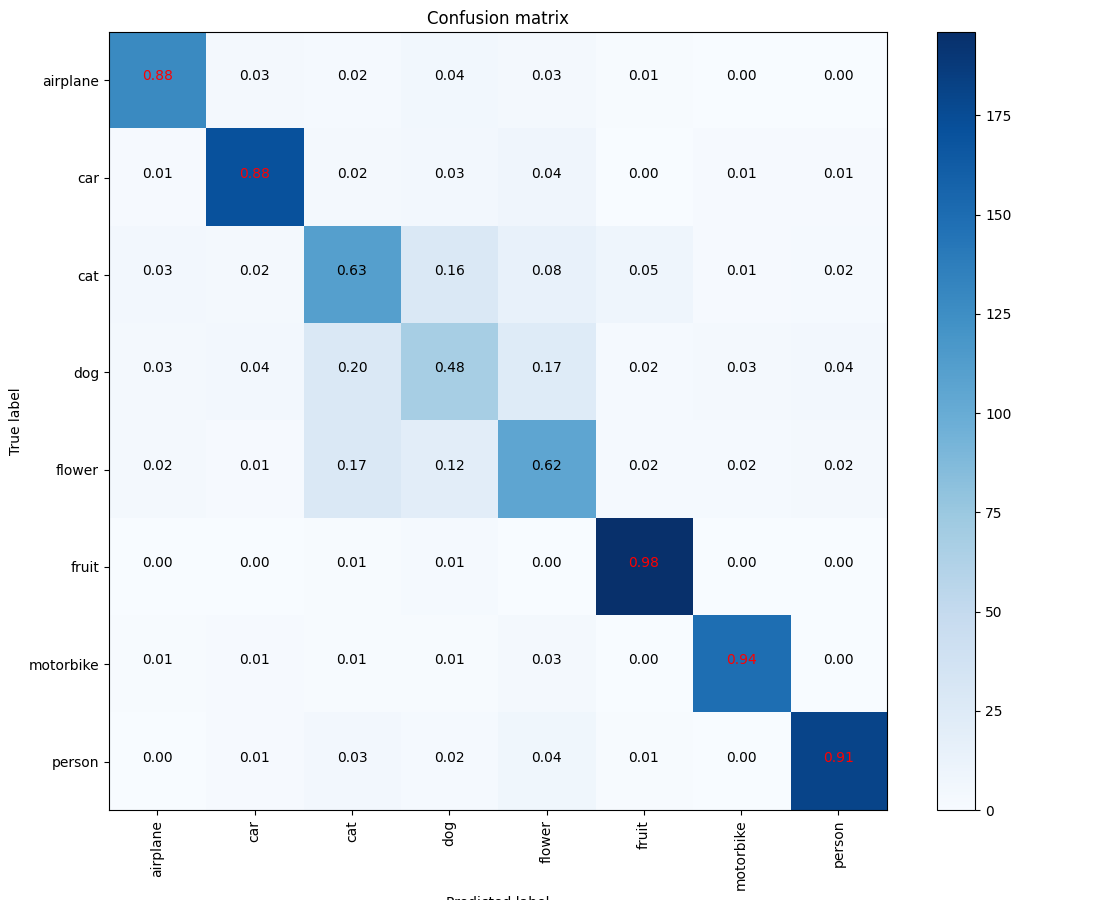 Confusion matrix
airplane 0.88 0.03 0.02 0.04 0.03 0.01 0.00 0.00
car 0.01 0.88 0.02 0.03 0.04 0.00 0.01 0.01
cat 0.03 0.02 0.63 0.16 0.08 0.05 0.01 0.02
dog 0.03 0.04 0.20 0.48 0.17 0.02 0.03 0.04
flower 0.02 0.01 0.17 0.12 0.62 0.02 0.02 0.02
fruit 0.00 0.00 0.01 0.01 0.00 0.98 0.00 0.00
motorbike 0.01 0.01 0.01 0.01 0.03 0.00 0.94 0.00
person 0.00 0.01 0.03 0.02 0.04 0.01 0.00 0.91
True label
airplane car cat dog flower fruit motorbike person
Predicted label
175
150
125
100
75
50
25
0